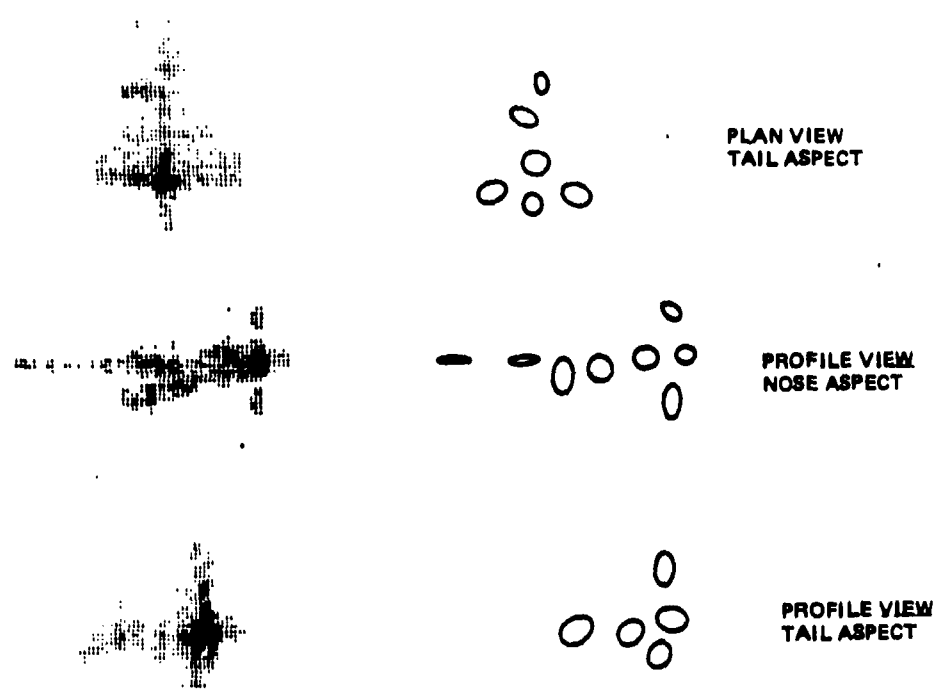 PLAN VIEW
TAIL ASPECT
PROFILE VIEW
NOSE ASPECT
PROFILE VIEW
TAIL ASPECT